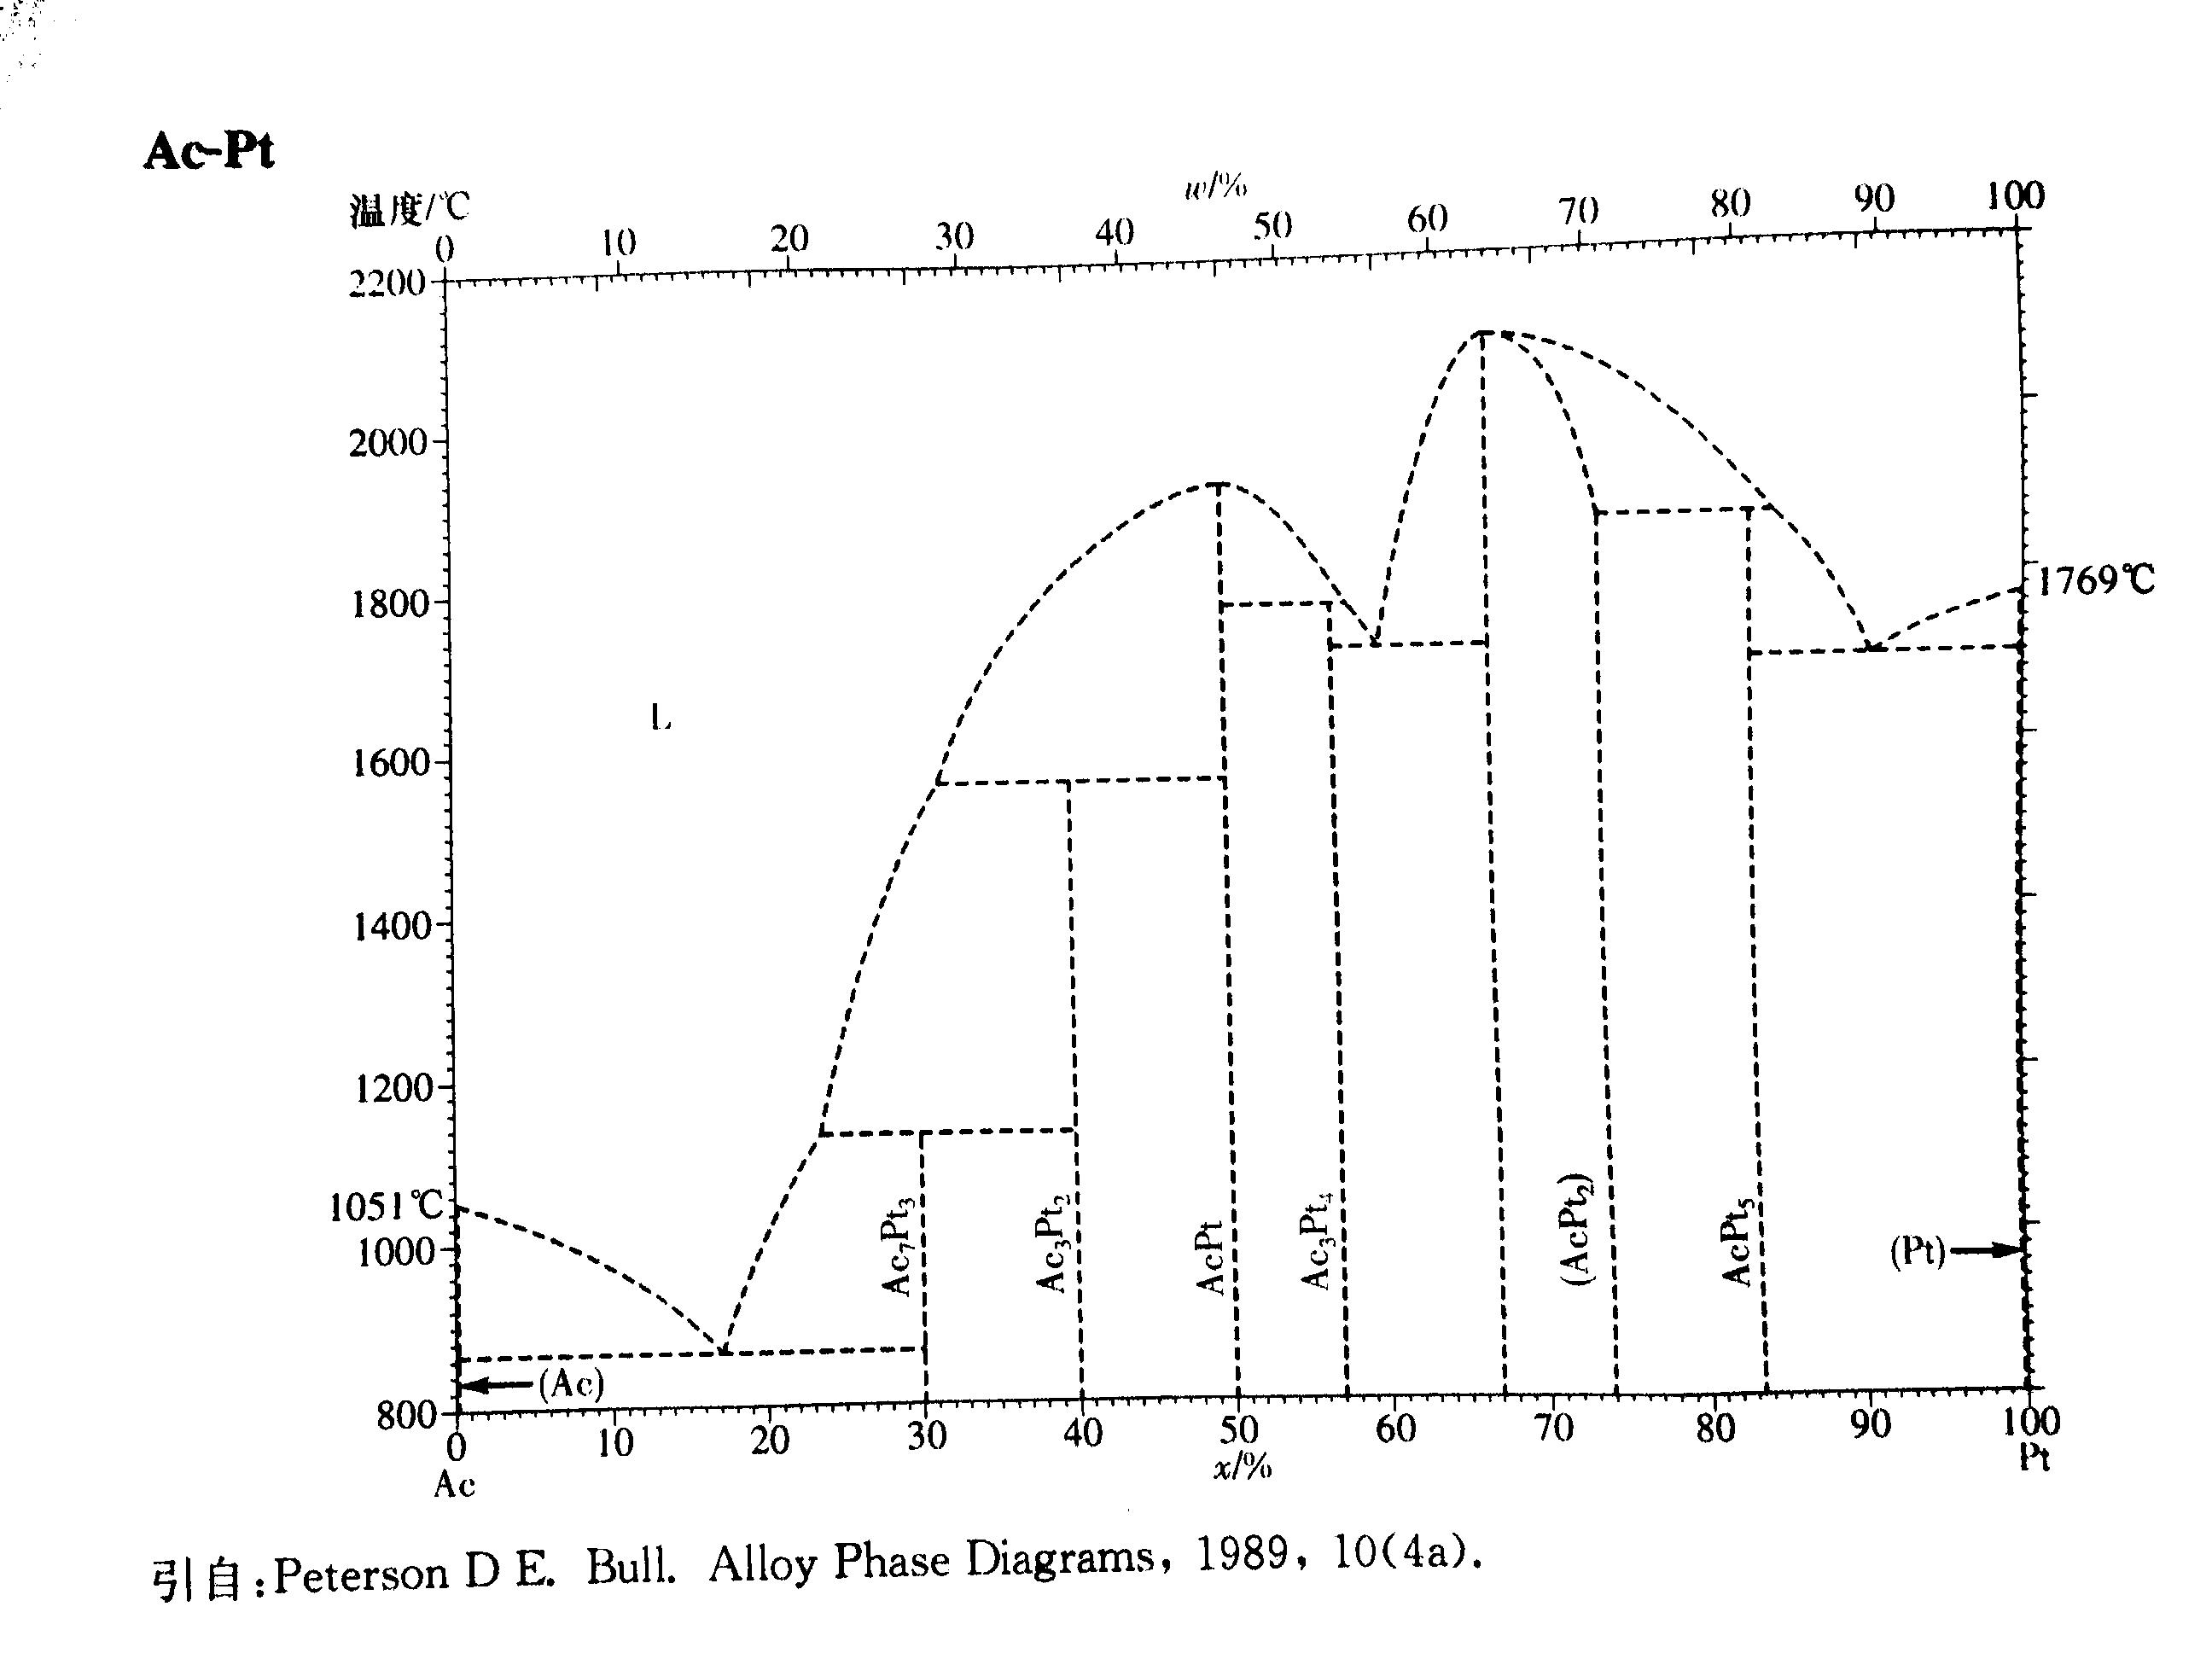 Ac-Pt
温度/℃
w/%
0 10 20 30 40 50 60 70 80 90 100
2200
2000
1800
1769℃
L
1600
1400
1200
Ac₇Pt₃ Ac₃Pt₂ AcPt Ac₃Pt₄ (AcPt₂) AcPt₅
1051℃
1000
(Pt)
(Ac)
800
0 10 20 30 40 50 60 70 80 90 100
Ac x/% Pt
引自:Peterson D E. Bull. Alloy Phase Diagrams, 1989, 10(4a).